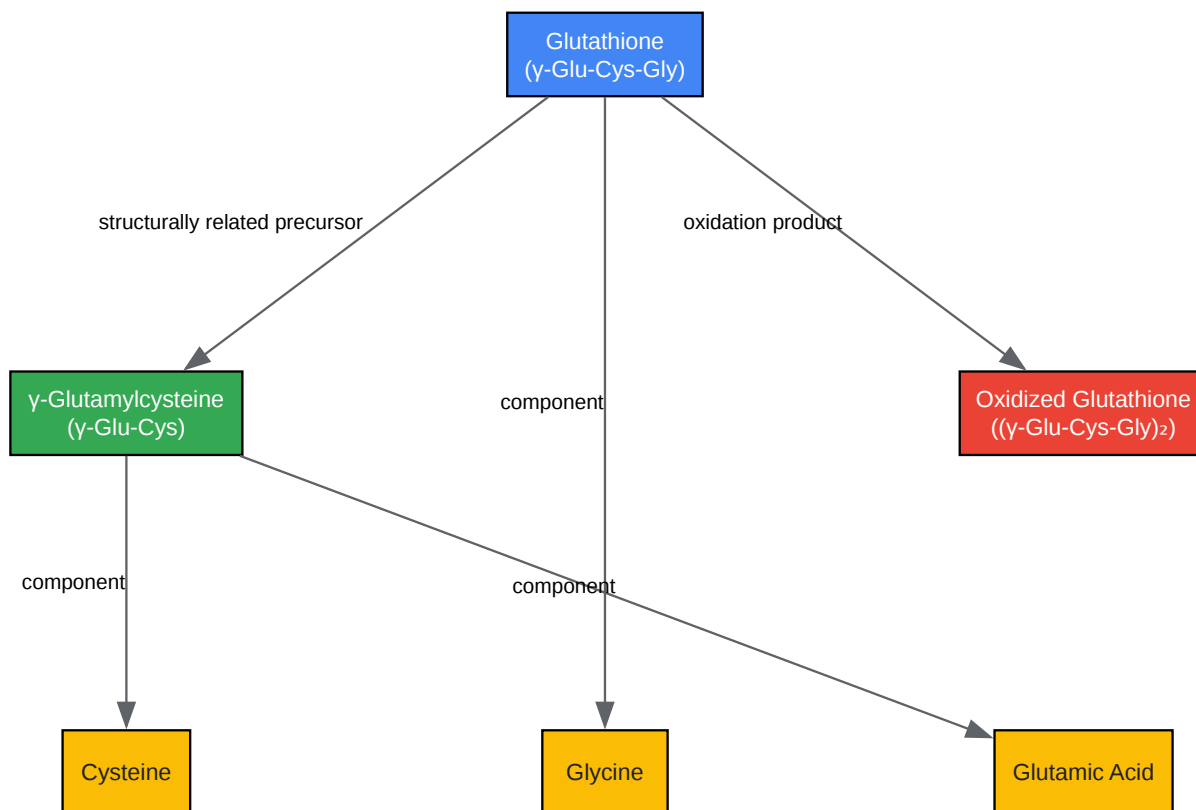 Glutathione
(γ-Glu-Cys-Gly)
structurally related precursor
oxidation product
γ-Glutamylcysteine
(γ-Glu-Cys)
component
Oxidized Glutathione
((γ-Glu-Cys-Gly)₂)
component
component
Cysteine
Glycine
Glutamic Acid